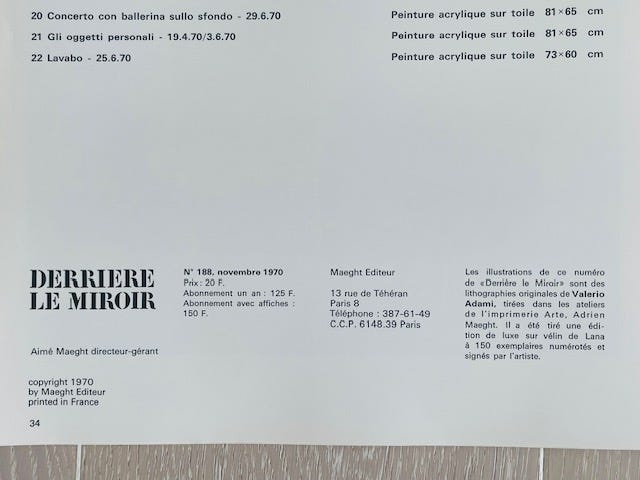 20 Concerto con ballerina sullo sfondo - 29.6.70 Peinture acrylique sur toile 81×65 cm
21 Gli oggetti personali - 19.4.70/3.6.70 Peinture acrylique sur toile 81×65 cm
22 Lavabo - 25.6.70 Peinture acrylique sur toile 73×60 cm
DERRIERE
LE MIROIR
Aimé Maeght directeur-gérant
copyright 1970
by Maeght Editeur
printed in France
34
N° 188, novembre 1970
Prix : 20 F.
Abonnement un an : 125 F.
Abonnement avec affiches :
150 F.
Maeght Editeur
13 rue de Téhéran
Paris 8
Téléphone : 387-61-49
C.C.P. 6148.39 Paris
Les illustrations de ce numéro
de «Derrière le Miroir» sont des
lithographies originales de Valerio
Adami, tirées dans les ateliers
de l'imprimerie Arte, Adrien
Maeght. Il a été tiré une édi-
tion de luxe sur vélin de Lana
à 150 exemplaires numérotés et
signés par l'artiste.